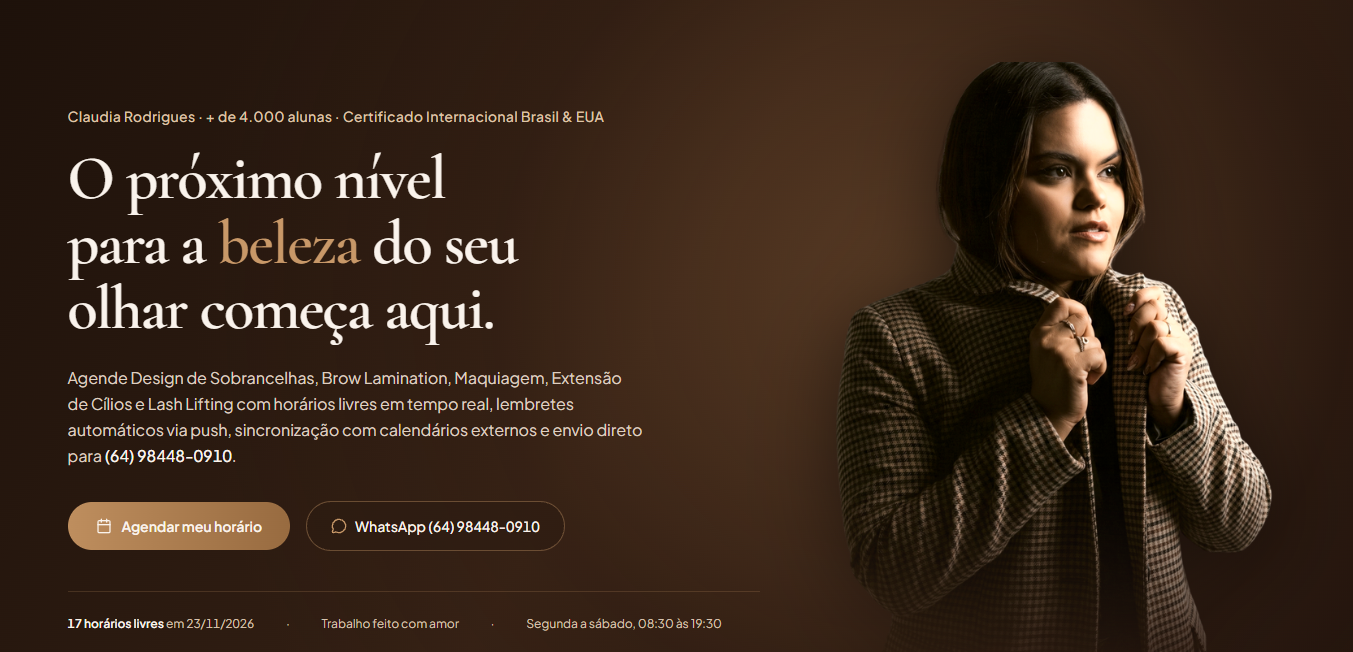 Claudia Rodrigues · + de 4.000 alunas · Certificado Internacional Brasil & EUA
O próximo nível
para a beleza do seu
olhar começa aqui.
Agende Design de Sobrancelhas, Brow Lamination, Maquiagem, Extensão
de Cílios e Lash Lifting com horários livres em tempo real, lembretes
automáticos via push, sincronização com calendários externos e envio direto
para (64) 98448-0910.
Agendar meu horário
WhatsApp (64) 98448-0910
17 horários livres em 23/11/2026 · Trabalho feito com amor · Segunda a sábado, 08:30 às 19:30